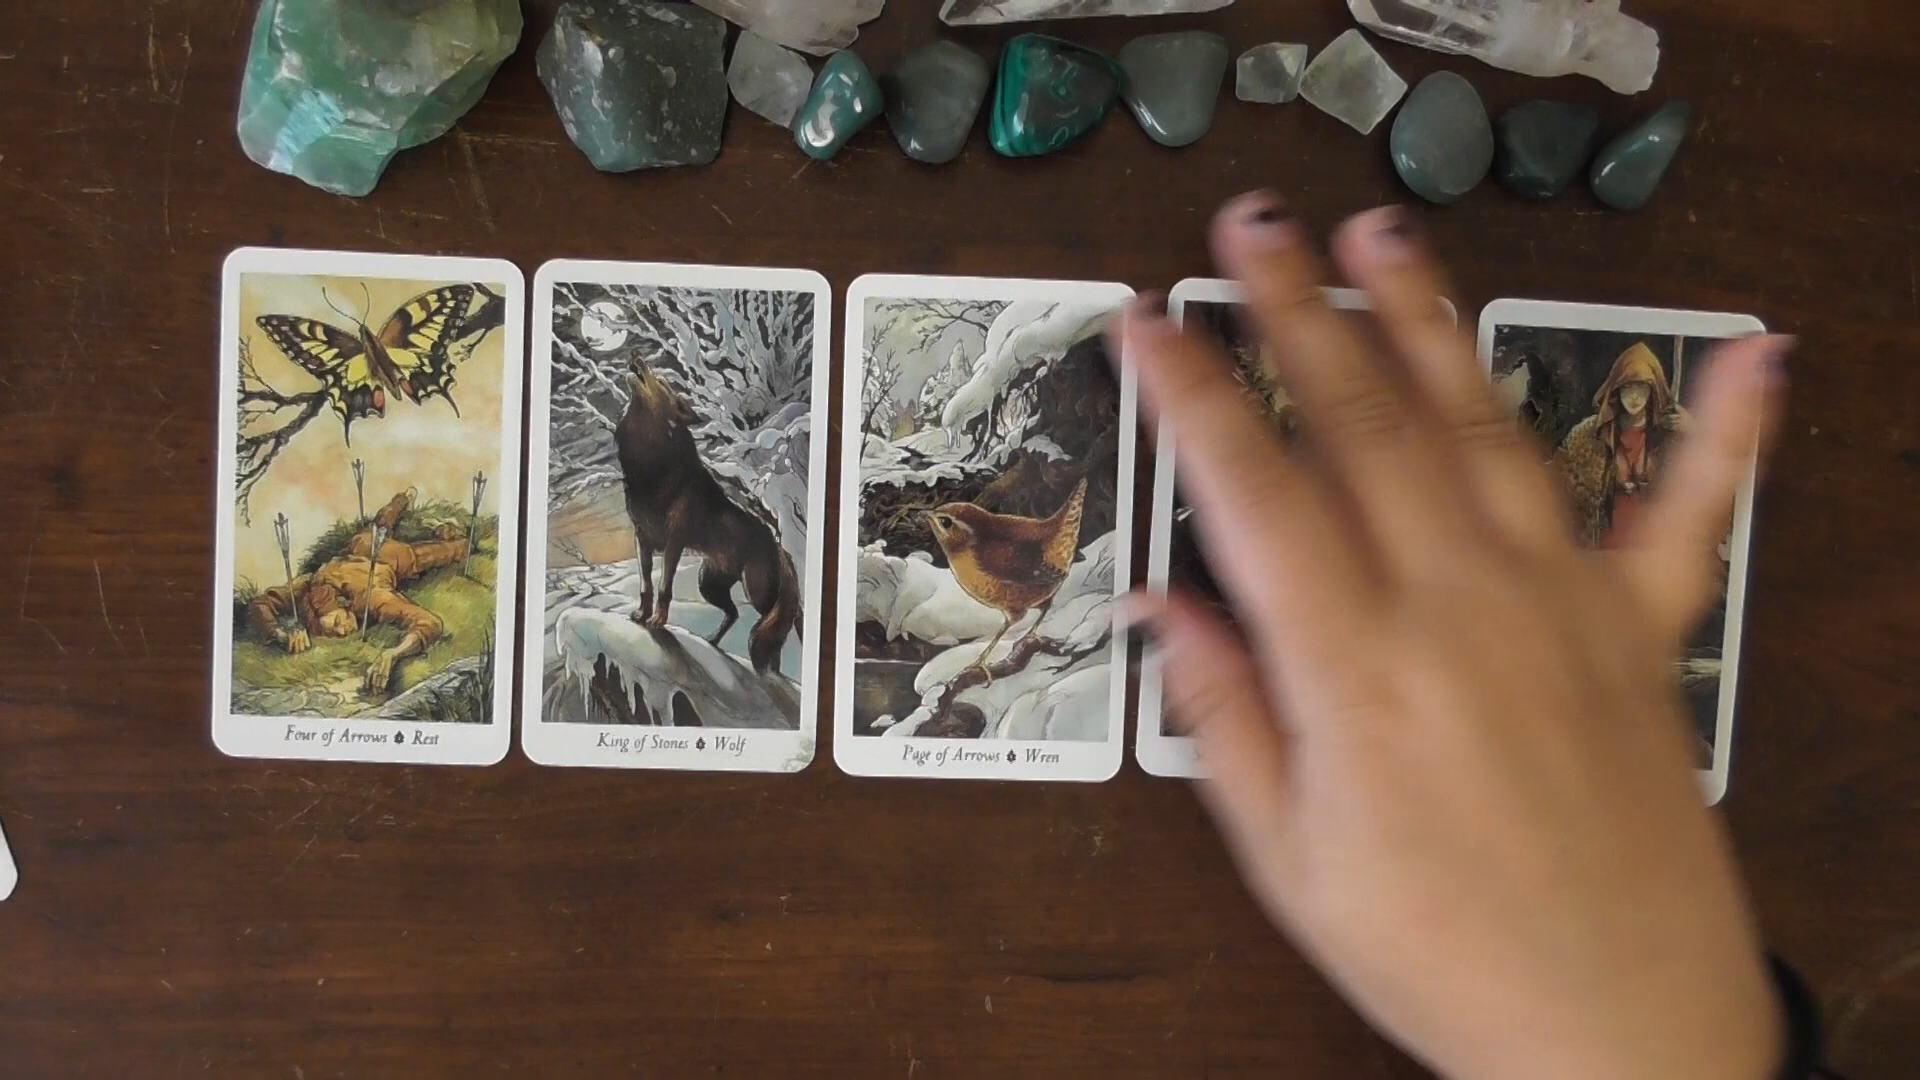 Four of Arrows Rest
King of Stones Wolf
Page of Arrows Wren